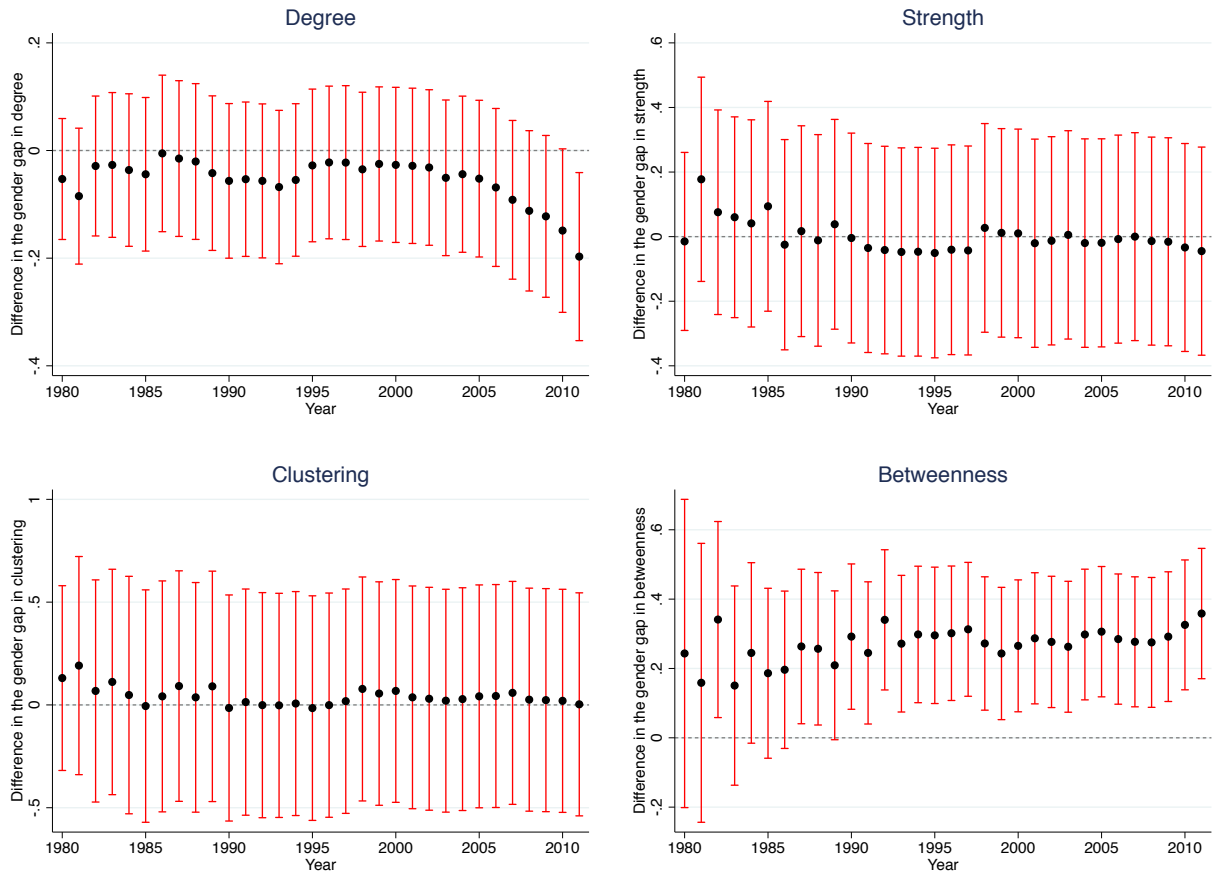 Degree
Difference in the gender gap in degree
.2
0
-.2
-.4
1980 1985 1990 1995 2000 2005 2010
Year
Strength
Difference in the gender gap in strength
.6
.4
.2
0
-.2
-.4
1980 1985 1990 1995 2000 2005 2010
Year
Clustering
Difference in the gender gap in clustering
1
.5
0
-.5
1980 1985 1990 1995 2000 2005 2010
Year
Betweenness
Difference in the gender gap in betweenness
.6
.4
.2
0
-.2
1980 1985 1990 1995 2000 2005 2010
Year